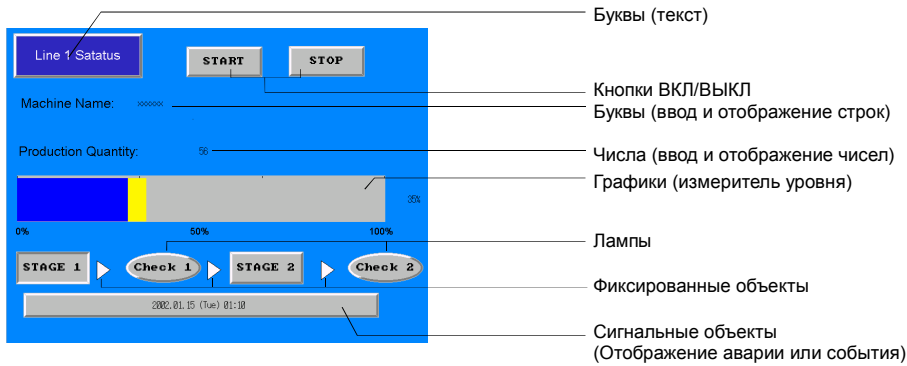 Буквы (текст)
Line 1 Satatus
START
STOP
Кнопки ВКЛ/ВЫКЛ
Machine Name: xxxxxxx
Буквы (ввод и отображение строк)
Production Quantity: 56
Числа (ввод и отображение чисел)
Графики (измеритель уровня)
35%
0% 50% 100%
Лампы
STAGE 1
Check 1
STAGE 2
Check 2
Фиксированные объекты
2002.01.15 (Tue) 01:10
Сигнальные объекты
(Отображение аварии или события)